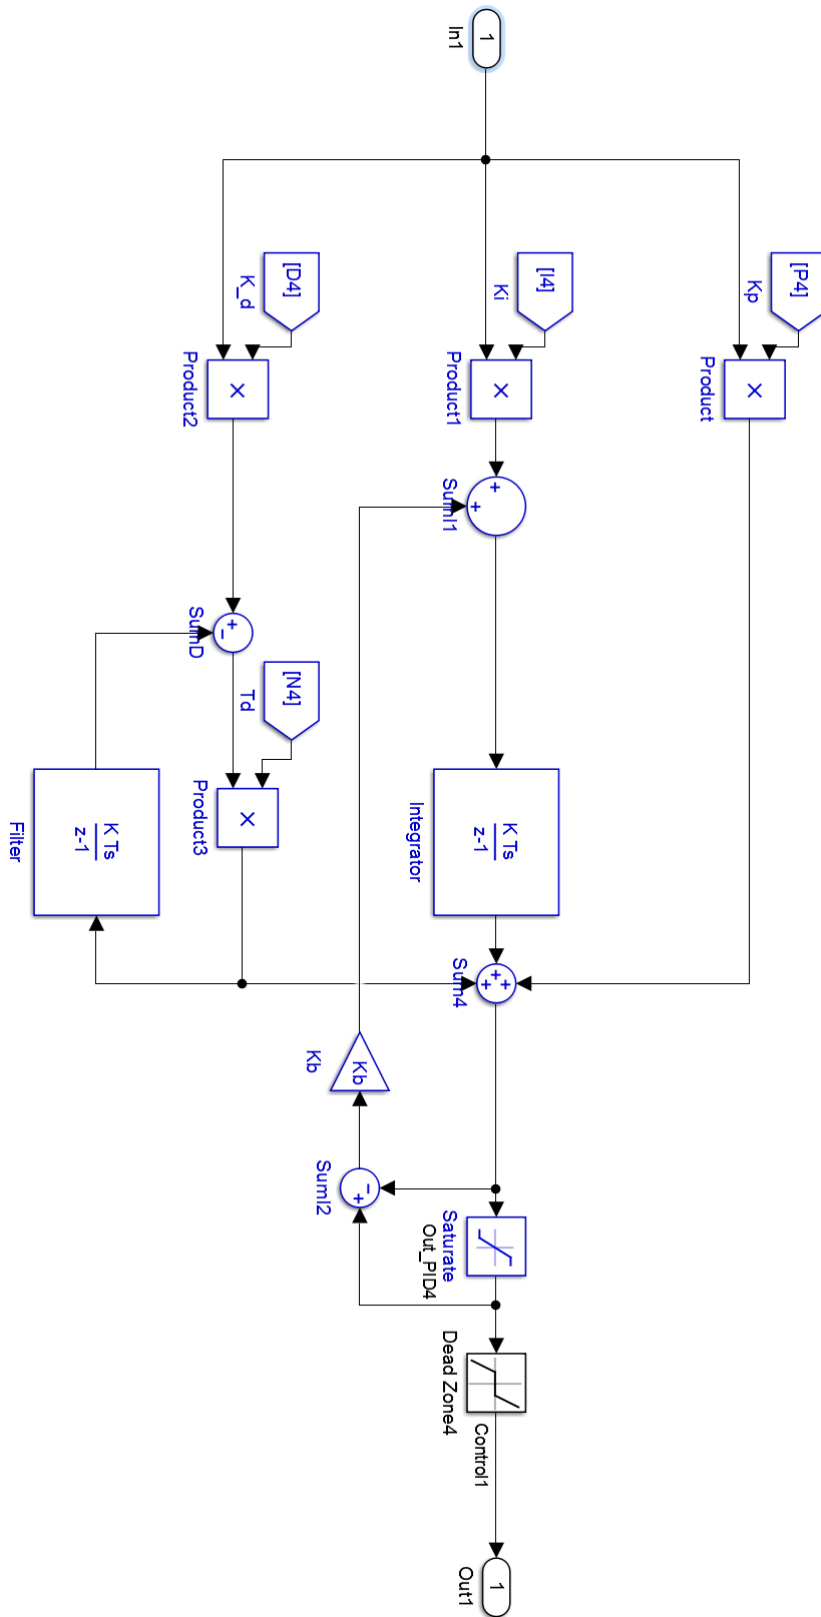 1
In1
[P4]
Kp
×
Product
[I4]
Ki
×
Product1
[D4]
K_d
×
Product2
+
+
SumI1
+
−
SumD
[N4]
Td
×
Product3
K Ts
z-1
Filter
K Ts
z-1
Integrator
+
+
+
Sum4
Kb
Kb
−
+
SumI2
Saturate
Out_PID4
Dead Zone4
Control1
1
Out1